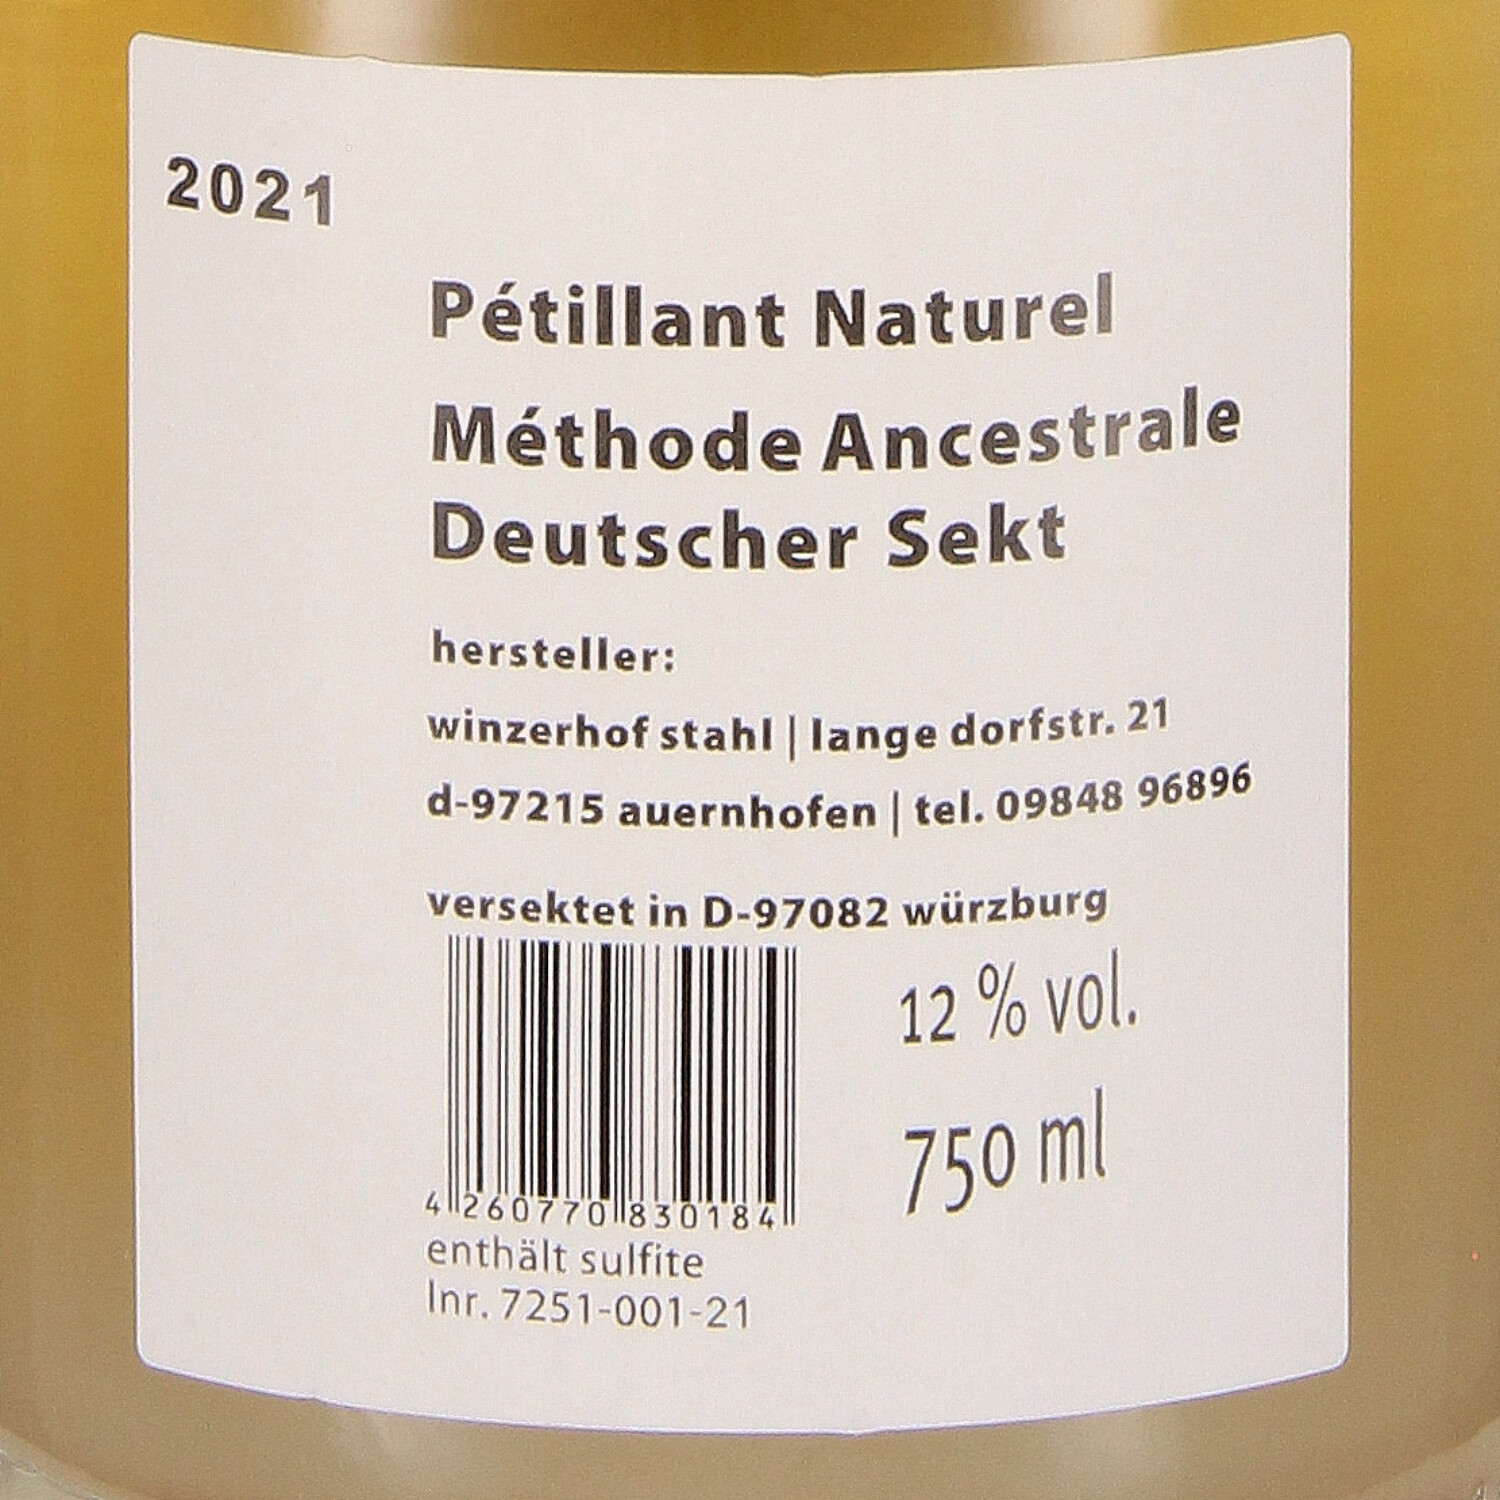 2021
Pétillant Naturel
Méthode Ancestrale
Deutscher Sekt
hersteller:
winzerhof stahl | lange dorfstr. 21
d-97215 auernhofen | tel. 09848 96896
versektet in D-97082 würzburg
12 % vol.
750 ml
4 260770 830184
enthält sulfite
lnr. 7251-001-21